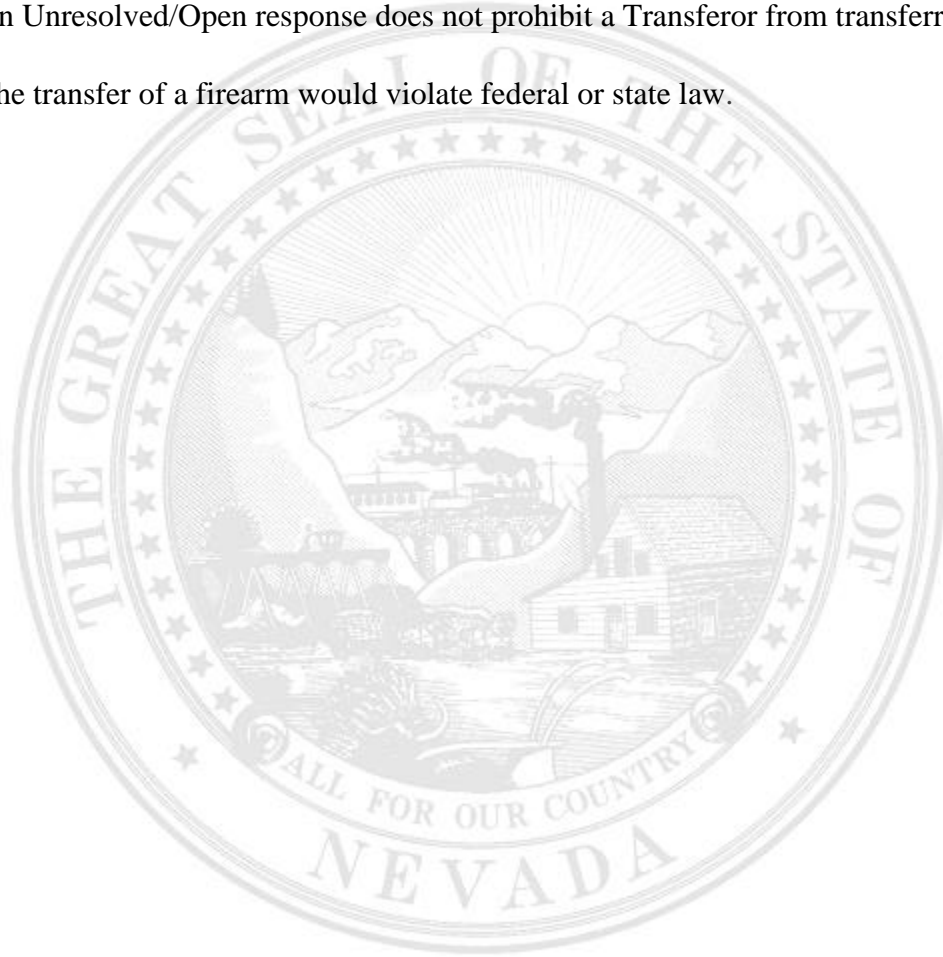 n Unresolved/Open response does not prohibit a Transferor from transferr
he transfer of a firearm would violate federal or state law.
THE GREAT SEAL OF THE STATE OF
ALL FOR OUR COUNTRY
NEVADA